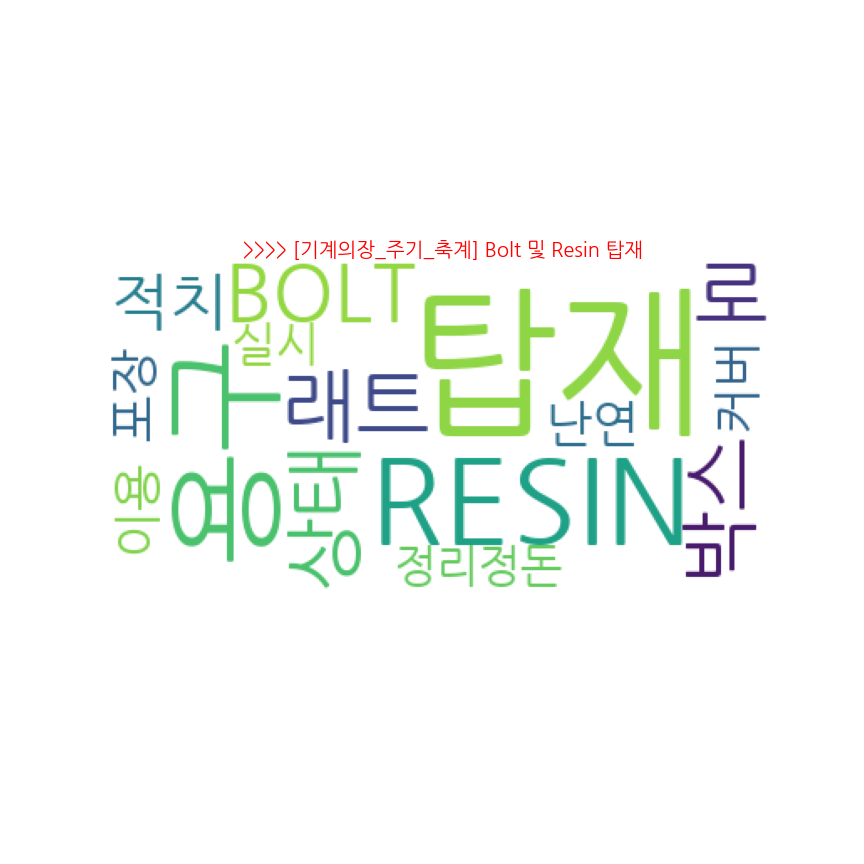 >>>> [기계의장_주기_축계] Bolt 및 Resin 탑재
적치
BOLT
탑재
로
실시
포장
용구
래트
난연
커버
이용
상태
RESIN
박스
정리정돈